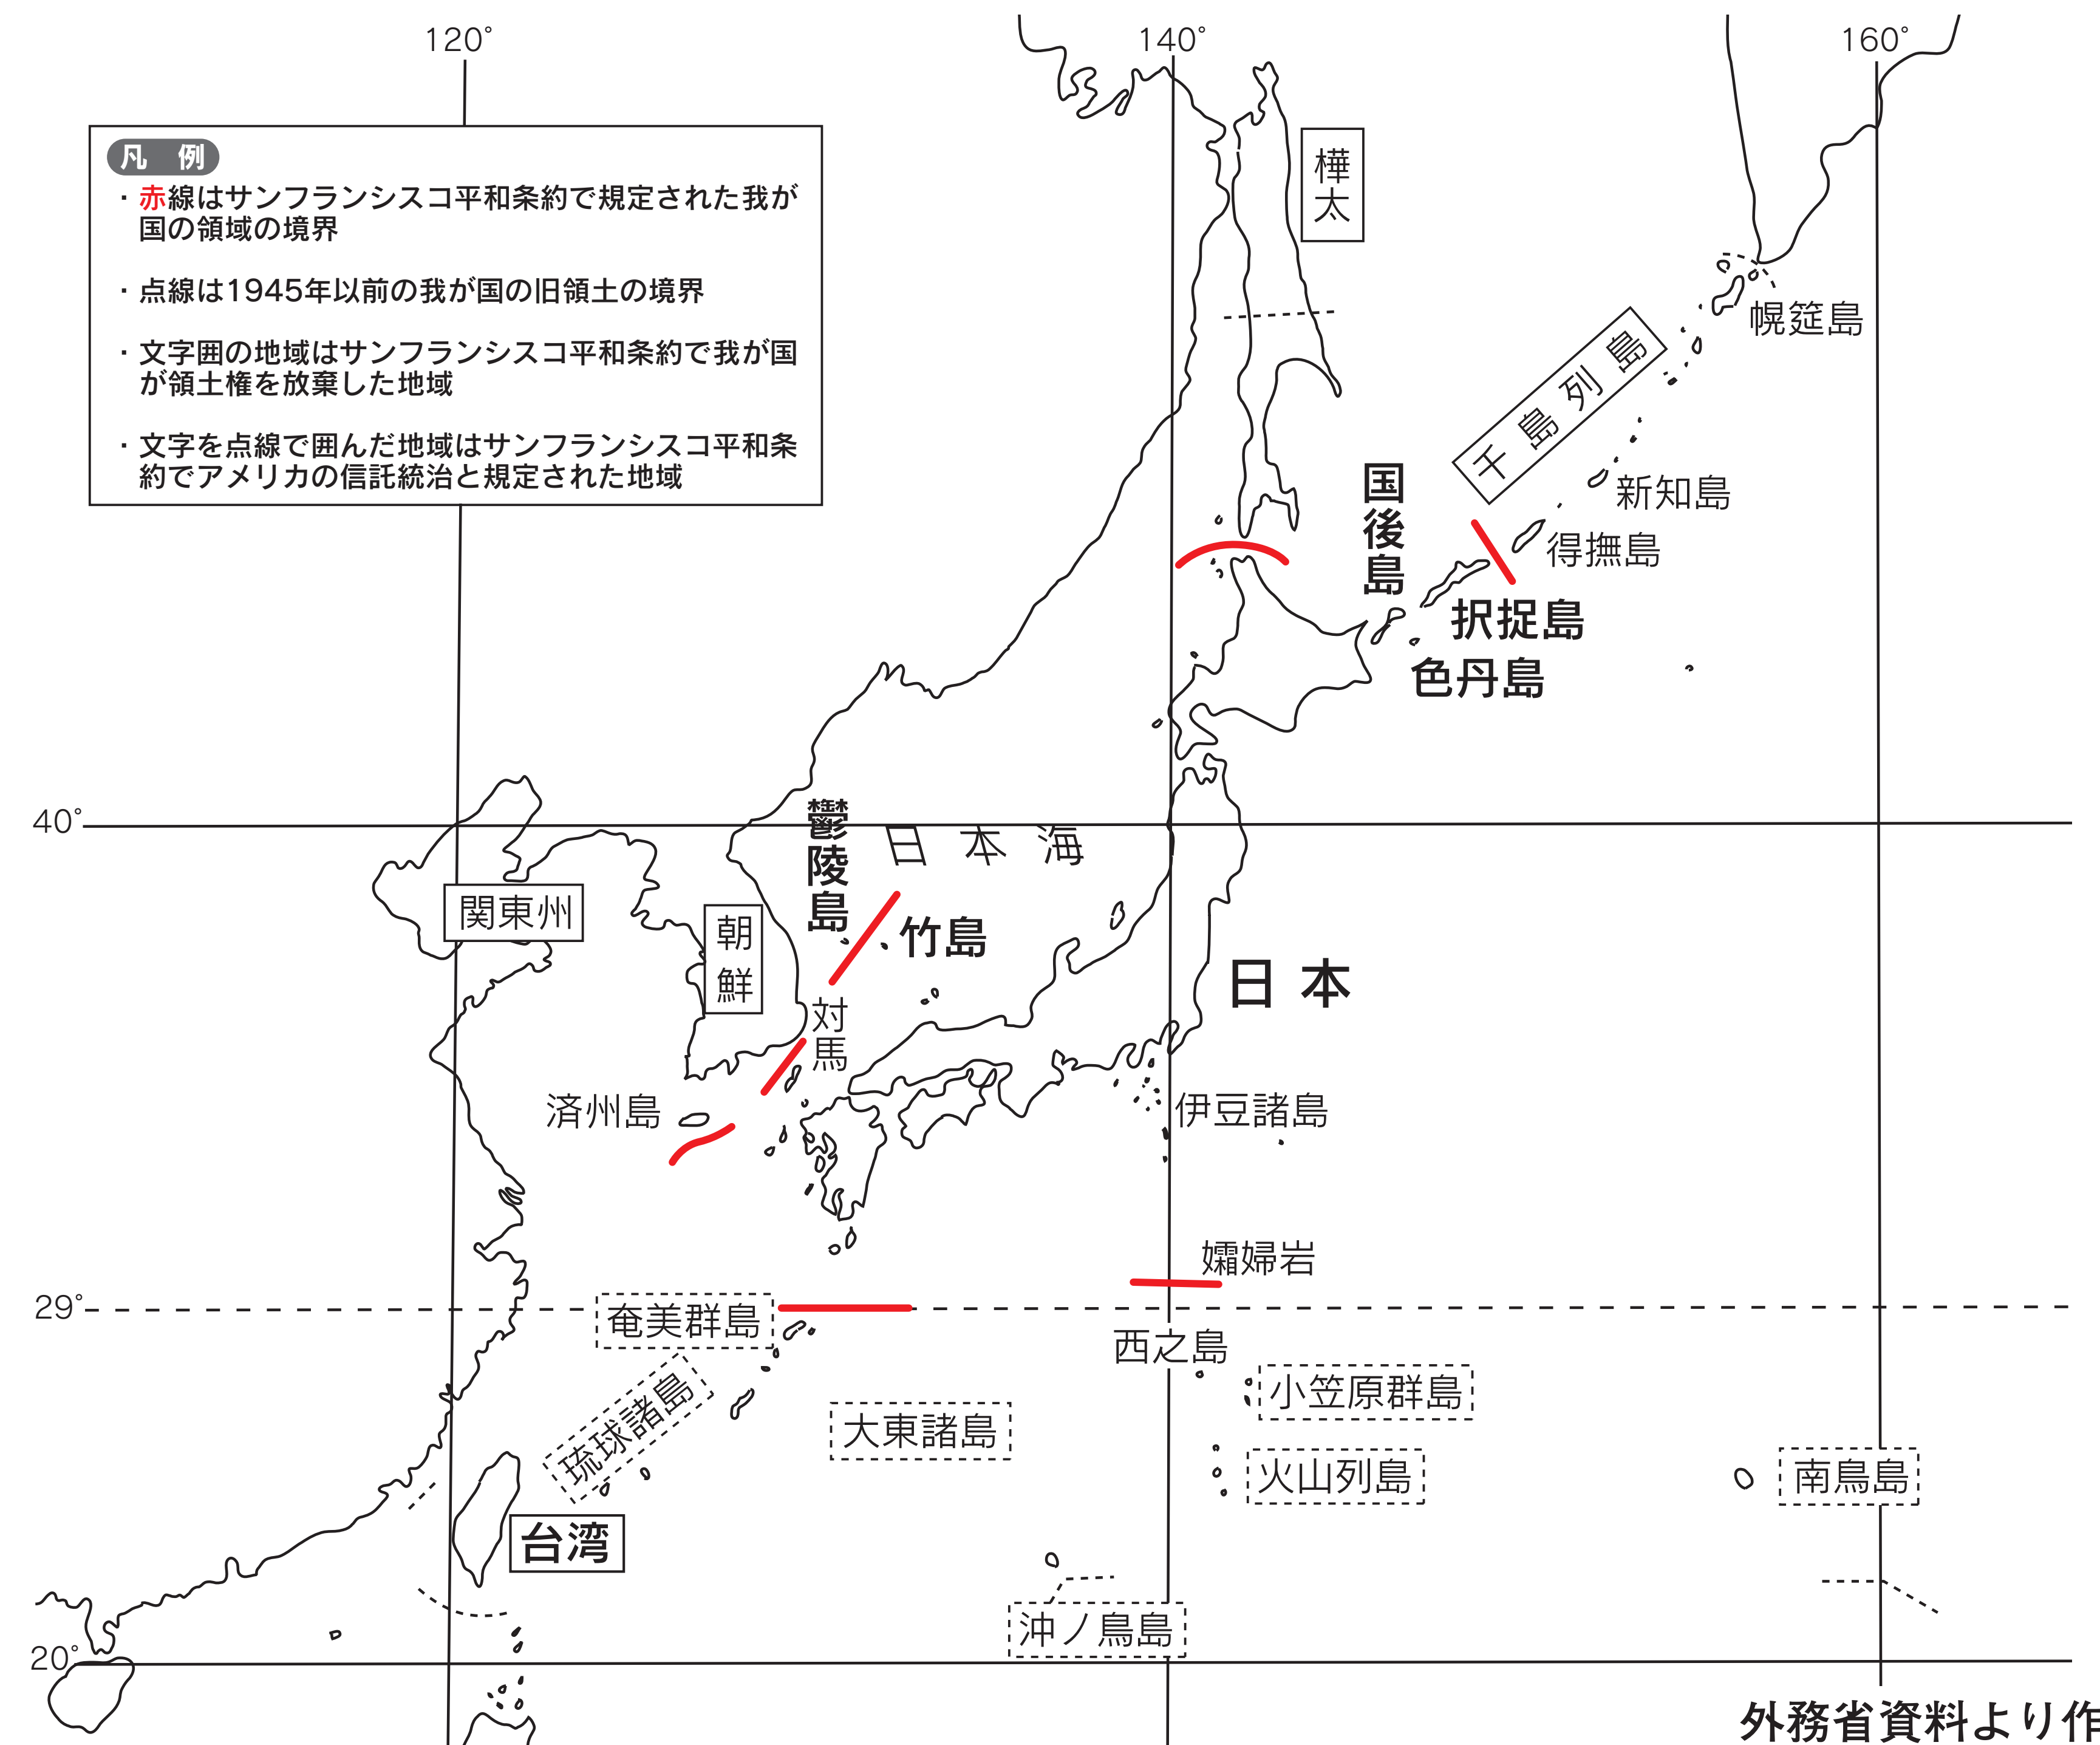 120°
140°
160°
凡　例
・赤線はサンフランシスコ平和条約で規定された我が
国の領域の境界
・点線は1945年以前の我が国の旧領土の境界
・文字囲の地域はサンフランシスコ平和条約で我が国
が領土権を放棄した地域
・文字を点線で囲んだ地域はサンフランシスコ平和条
約でアメリカの信託統治と規定された地域
樺太
幌筵島
千島列島
新知島
得撫島
国後島
択捉島
色丹島
40°
鬱陵島
日本海
関東州
朝鮮
竹島
日本
対馬
済州島
伊豆諸島
孀婦岩
29°
奄美群島
西之島
琉球諸島
大東諸島
小笠原群島
火山列島
南鳥島
台湾
沖ノ鳥島
20°
外務省資料より作